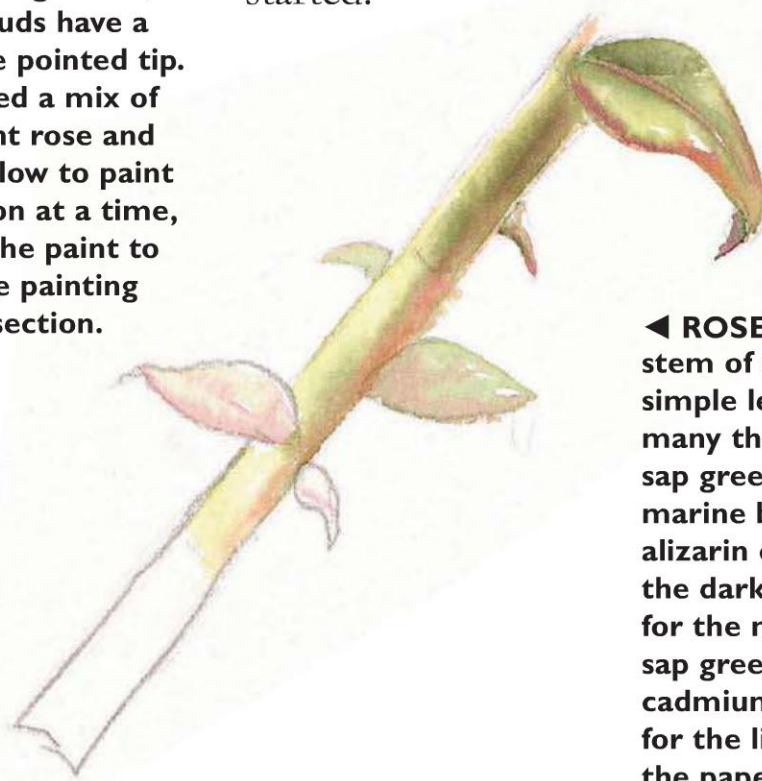 started.
uds have a
e pointed tip.
ed a mix of
nt rose and
low to paint
on at a time,
he paint to
e painting
section.
◄ ROSE
stem of
simple le
many th
sap gree
marine b
alizarin c
the dark
for the n
sap gree
cadmiun
for the li
the pape